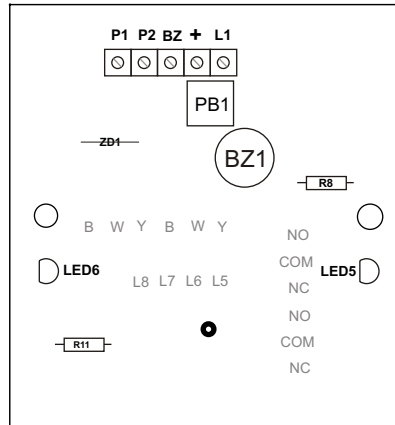 P1 P2 BZ + L1
PB1
ZD1
BZ1
R8
B W Y B W Y
NO
COM
LED6
LED5
L8 L7 L6 L5
NC
NO
COM
R11
NC